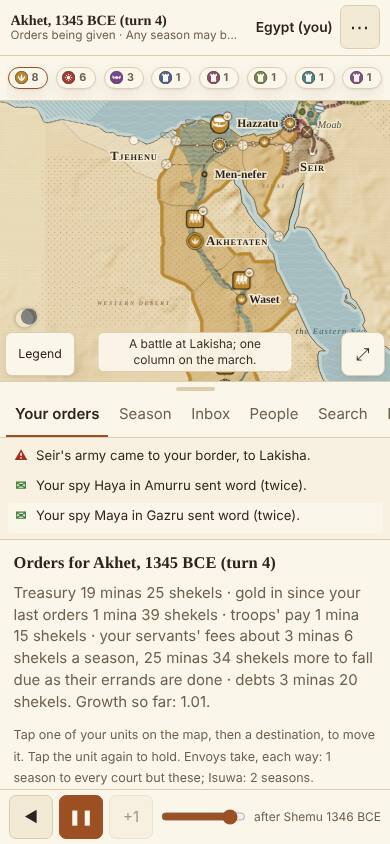 Akhet, 1345 BCE (turn 4)
Orders being given · Any season may b...
Egypt (you)
8
6
3
1
1
1
1
1
Hazzatu
Moab
TJEHENU
SEIR
Men-nefer
SINAI
AKHETATEN
WESTERN DESERT
Waset
the Eastern Sea
Legend
A battle at Lakisha; one
column on the march.
Your orders
Season
Inbox
People
Search
Seir's army came to your border, to Lakisha.
Your spy Haya in Amurru sent word (twice).
Your spy Maya in Gazru sent word (twice).
Orders for Akhet, 1345 BCE (turn 4)
Treasury 19 minas 25 shekels · gold in since your
last orders 1 mina 39 shekels · troops' pay 1 mina
15 shekels · your servants' fees about 3 minas 6
shekels a season, 25 minas 34 shekels more to fall
due as their errands are done · debts 3 minas 20
shekels. Growth so far: 1.01.
Tap one of your units on the map, then a destination, to move
it. Tap the unit again to hold. Envoys take, each way: 1
season to every court but these; Isuwa: 2 seasons.
+1
after Shemu 1346 BCE